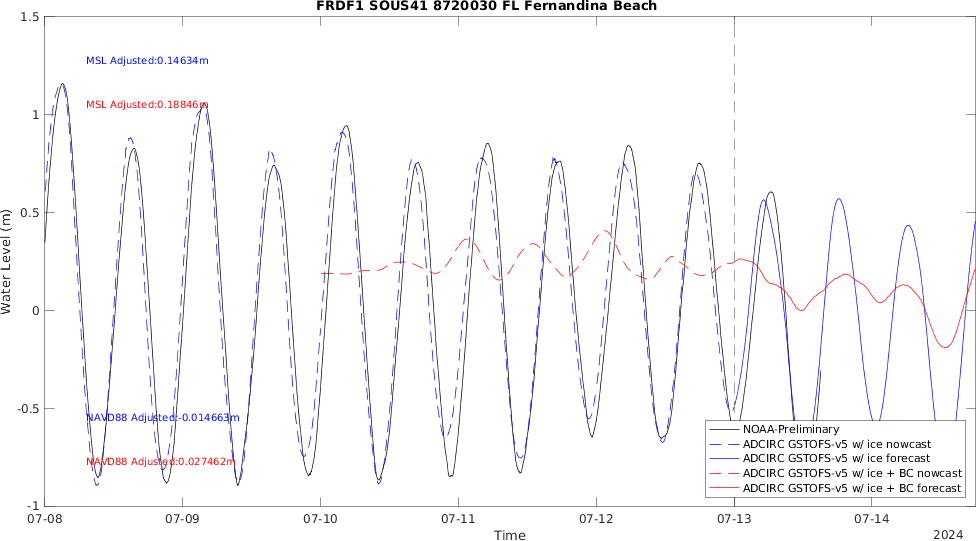 FRDF1 SOUS41 8720030 FL Fernandina Beach
1.5
MSL Adjusted:0.14634m
MSL Adjusted:0.18846m
1
0.5
Water Level (m)
0
-0.5
NAVD88 Adjusted:-0.014663m
NAVD88 Adjusted:0.027462m
-1
NOAA-Preliminary
ADCIRC GSTOFS-v5 w/ ice nowcast
ADCIRC GSTOFS-v5 w/ ice forecast
ADCIRC GSTOFS-v5 w/ ice + BC nowcast
ADCIRC GSTOFS-v5 w/ ice + BC forecast
07-08 07-09 07-10 07-11 07-12 07-13 07-14
Time
2024